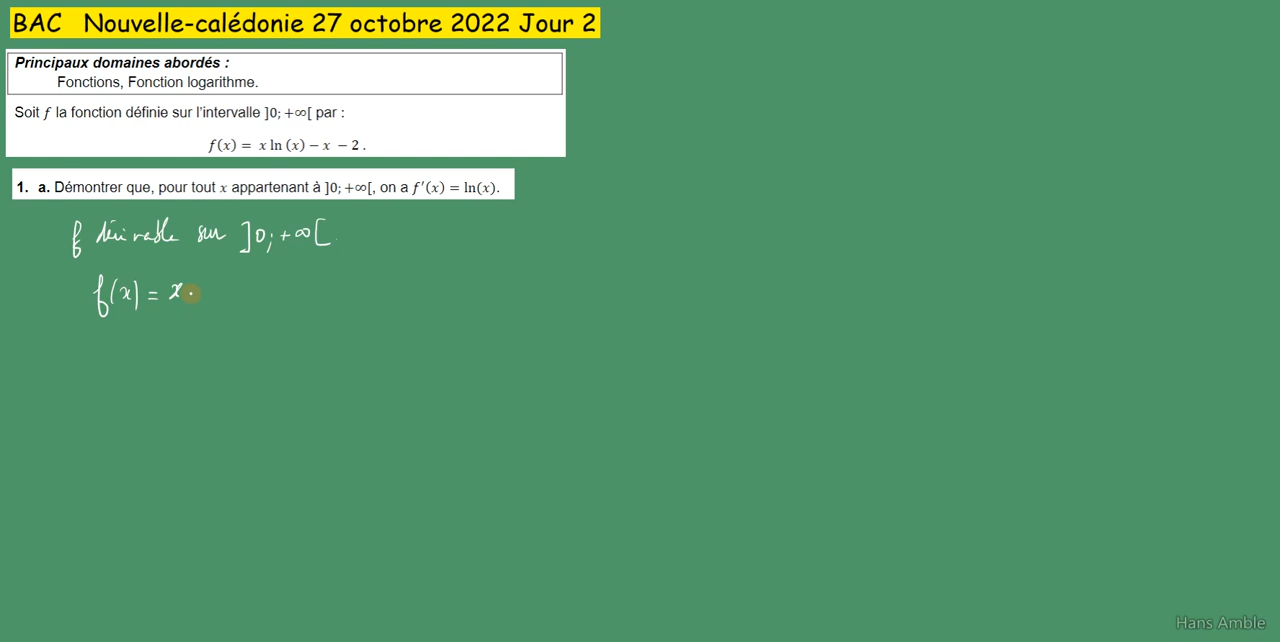 BAC Nouvelle-calédonie 27 octobre 2022 Jour 2
Principaux domaines abordés :
Fonctions, Fonction logarithme.
Soit f la fonction définie sur l'intervalle ]0; +∞[ par :
f(x) = x ln (x) − x − 2 .
1. a. Démontrer que, pour tout x appartenant à ]0; +∞[, on a f'(x) = ln(x).
f dérivable sur ]0; +∞[.
f(x) = x
Hans Amble